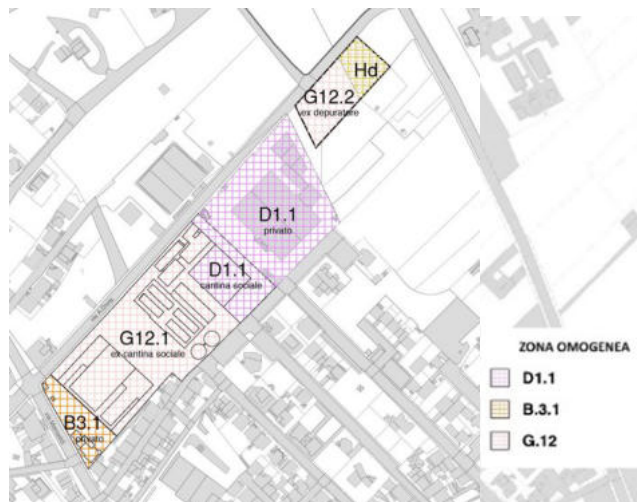 Hd
G12.2
ex depuratore
D1.1
privato
D1.1
cantina sociale
G12.1
ex cantina sociale
B3.1
privato
ZONA OMOGENEA
D1.1
B.3.1
G.12